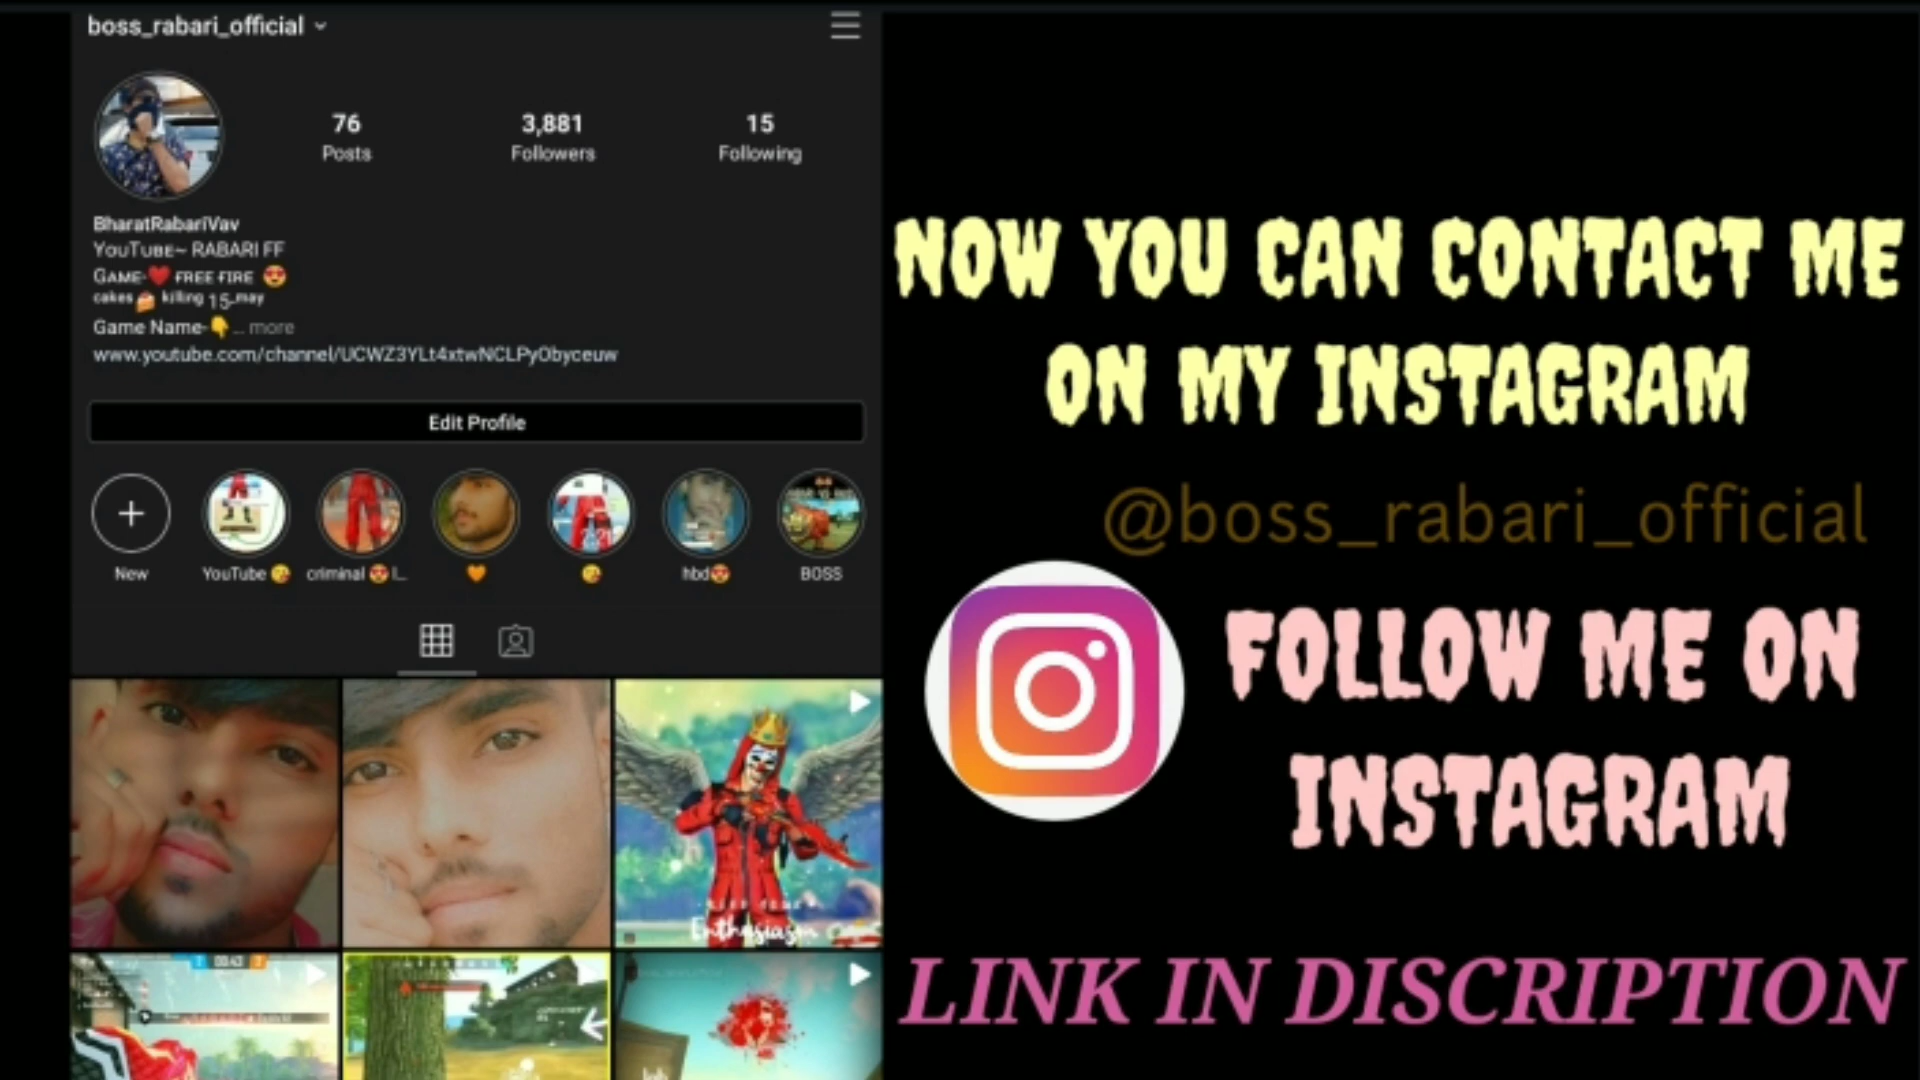 boss_rabari_official
76
Posts
3,881
Followers
15
Following
BharatRabariVav
YouTube~ RABARI FF
GAME-❤️ FREE FIRE 😍
cakes🍰 killing 15-may
Game Name-👇... more
www.youtube.com/channel/UCWZ3YLt4xtwNCLPyObyceuw
Edit Profile
New
YouTube 😘
criminal 😍 l...
🧡
😘
hbd😍
BOSS
Enthusiasm
NOW YOU CAN CONTACT ME
ON MY INSTAGRAM
@boss_rabari_official
FOLLOW ME ON
INSTAGRAM
LINK IN DISCRIPTION